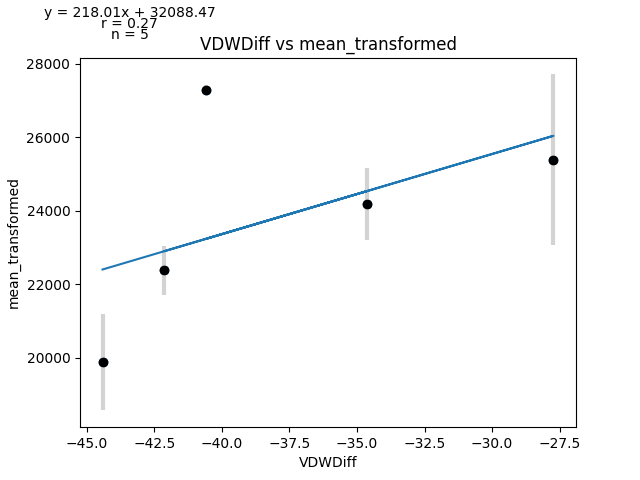 y = 218.01x + 32088.47
r = 0.27
n = 5
VDWDiff vs mean_transformed
28000
26000
24000
22000
20000
mean_transformed
−45.0 −42.5 −40.0 −37.5 −35.0 −32.5 −30.0 −27.5
VDWDiff